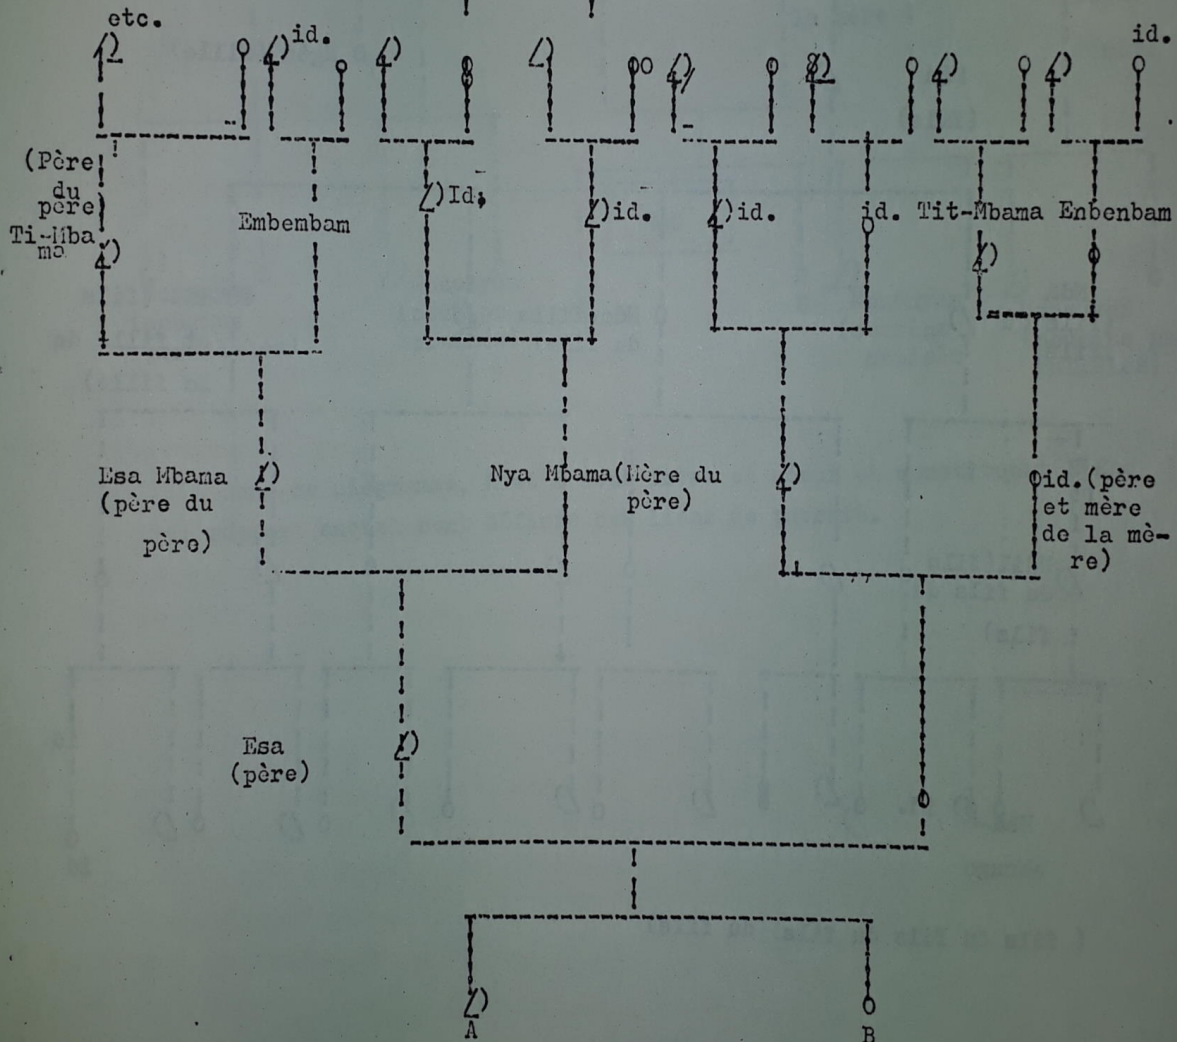 etc.
id.
id.
(Père
du
père)
Ti-Mba
ma
Embembam
Id;
id.
id.
id.
Tit-Mbama
Enbenbam
Esa Mbama
(père du
père)
Nya Mbama(Mère du
père)
id.(père
et mère
de la mè-
re)
Esa
(père)
A
B